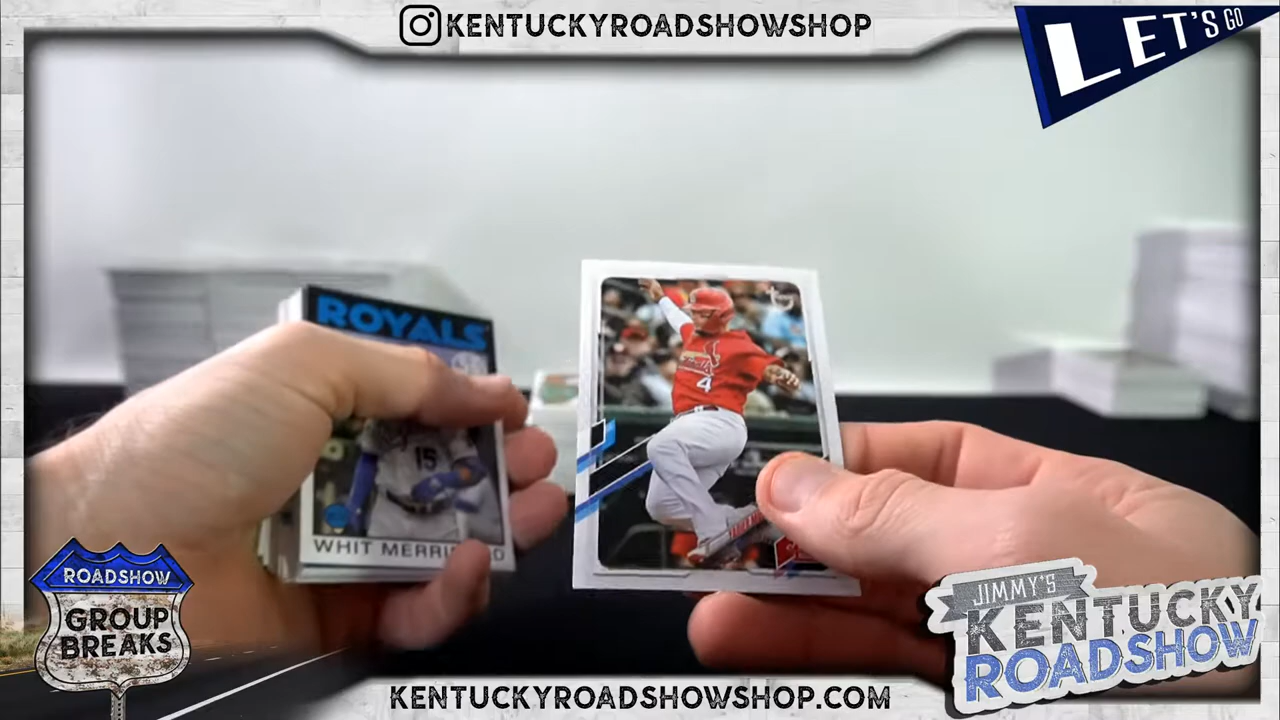 KENTUCKYROADSHOWSHOP
LET'S GO
ROYALS
15
WHIT MERRI
4
ROADSHOW
GROUP
BREAKS
JIMMY'S
KENTUCKY
ROADSHOW
KENTUCKYROADSHOWSHOP.COM